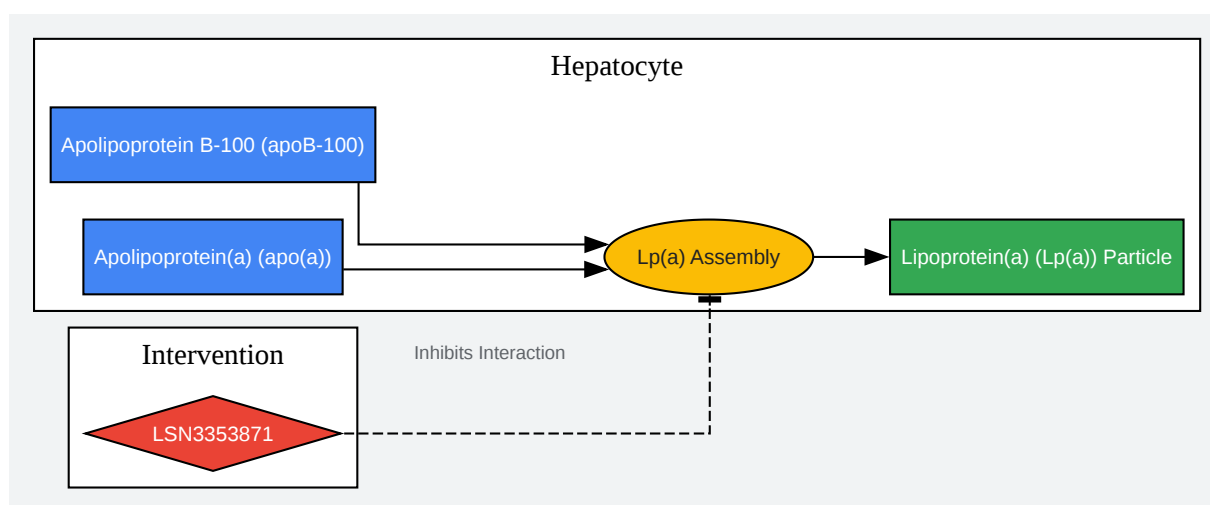 Hepatocyte
Apolipoprotein B-100 (apoB-100)
Apolipoprotein(a) (apo(a))
Lp(a) Assembly
Lipoprotein(a) (Lp(a)) Particle
Intervention
Inhibits Interaction
LSN3353871